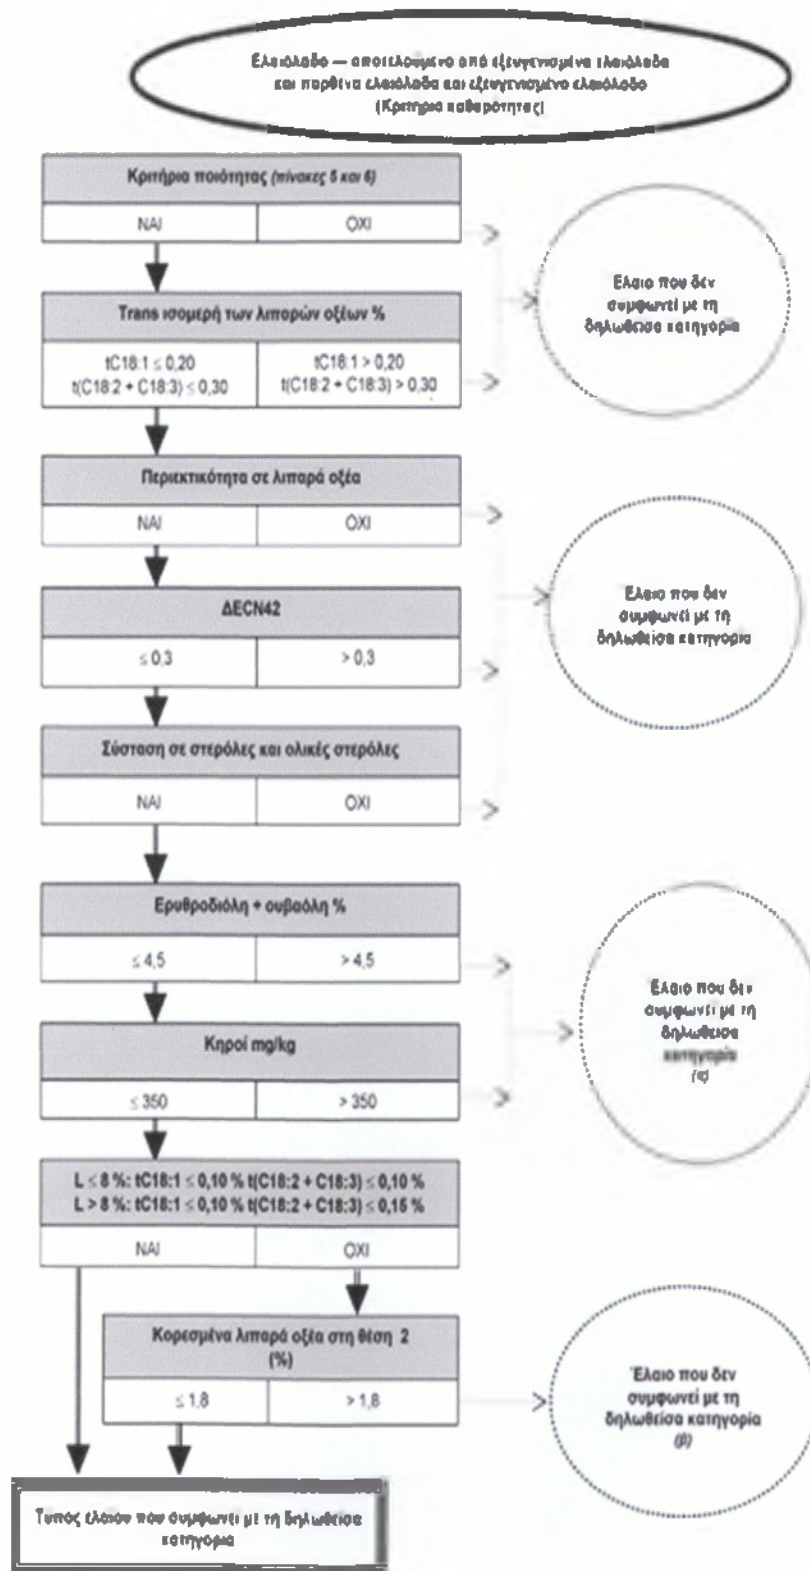 Ελαιόλαδο — αποτελούμενο από εξευγενισμένα ελαιόλαδα
και παρθένα ελαιόλαδα και εξευγενισμένο ελαιόλαδο
(Κριτήρια καθαρότητας)
Κριτήρια ποιότητας (πίνακες 5 και 6)
ΝΑΙ ΟΧΙ
Έλαιο που δεν
συμφωνεί με τη
δηλωθείσα κατηγορία
Trans ισομερή των λιπαρών οξέων %
tC18:1 ≤ 0,20 tC18:1 > 0,20
t(C18:2 + C18:3) ≤ 0,30 t(C18:2 + C18:3) > 0,30
Περιεκτικότητα σε λιπαρά οξέα
ΝΑΙ ΟΧΙ
Έλαιο που δεν
συμφωνεί με τη
δηλωθείσα κατηγορία
ΔECN42
≤ 0,3 > 0,3
Σύσταση σε στερόλες και ολικές στερόλες
ΝΑΙ ΟΧΙ
Ερυθροδιόλη + ουβαόλη %
≤ 4,5 > 4,5
Έλαιο που δεν
συμφωνεί με τη
δηλωθείσα
κατηγορία
(α)
Κηροί mg/kg
≤ 350 > 350
L ≤ 8 %: tC18:1 ≤ 0,10 % t(C18:2 + C18:3) ≤ 0,10 %
L > 8 %: tC18:1 ≤ 0,10 % t(C18:2 + C18:3) ≤ 0,15 %
ΝΑΙ ΟΧΙ
Κορεσμένα λιπαρά οξέα στη θέση 2
(%)
≤ 1,8 > 1,8
Έλαιο που δεν
συμφωνεί με τη
δηλωθείσα κατηγορία
(β)
Τύπος ελαίου που συμφωνεί με τη δηλωθείσα
κατηγορία